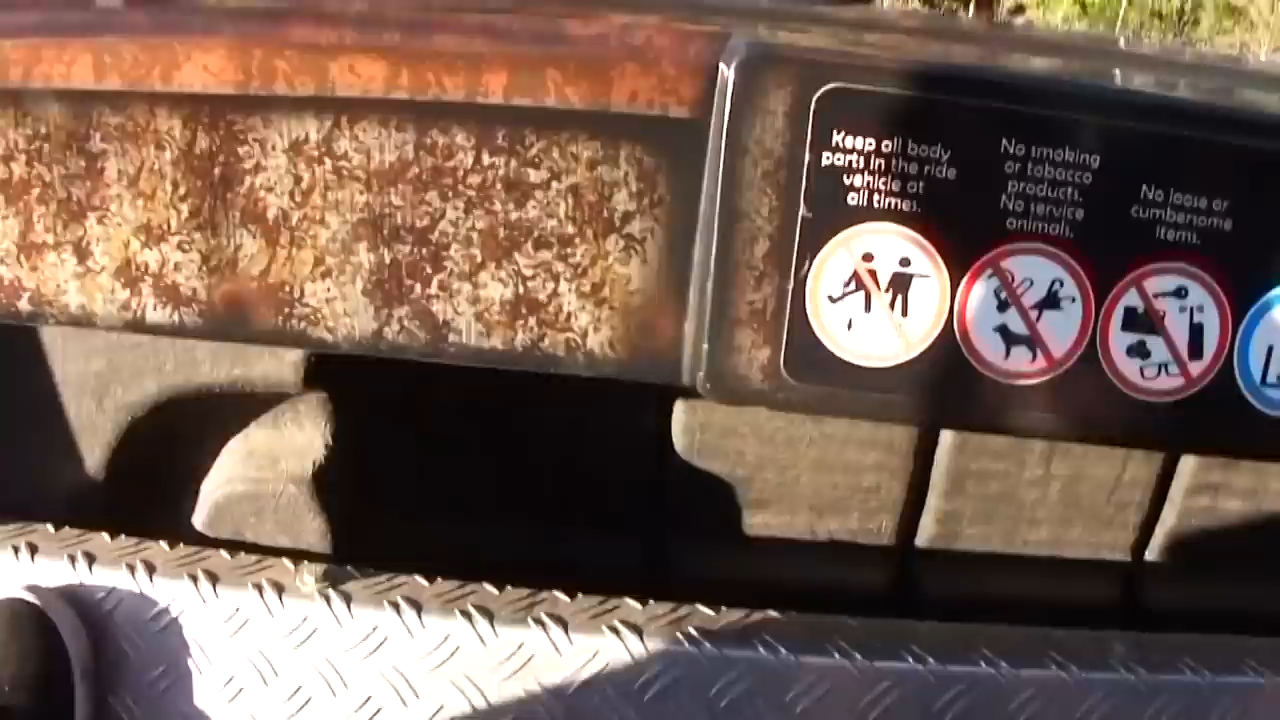 Keep all body
parts in the ride
vehicle at
all times.
No smoking
or tobacco
products.
No service
animals.
No loose or
cumbersome
items.